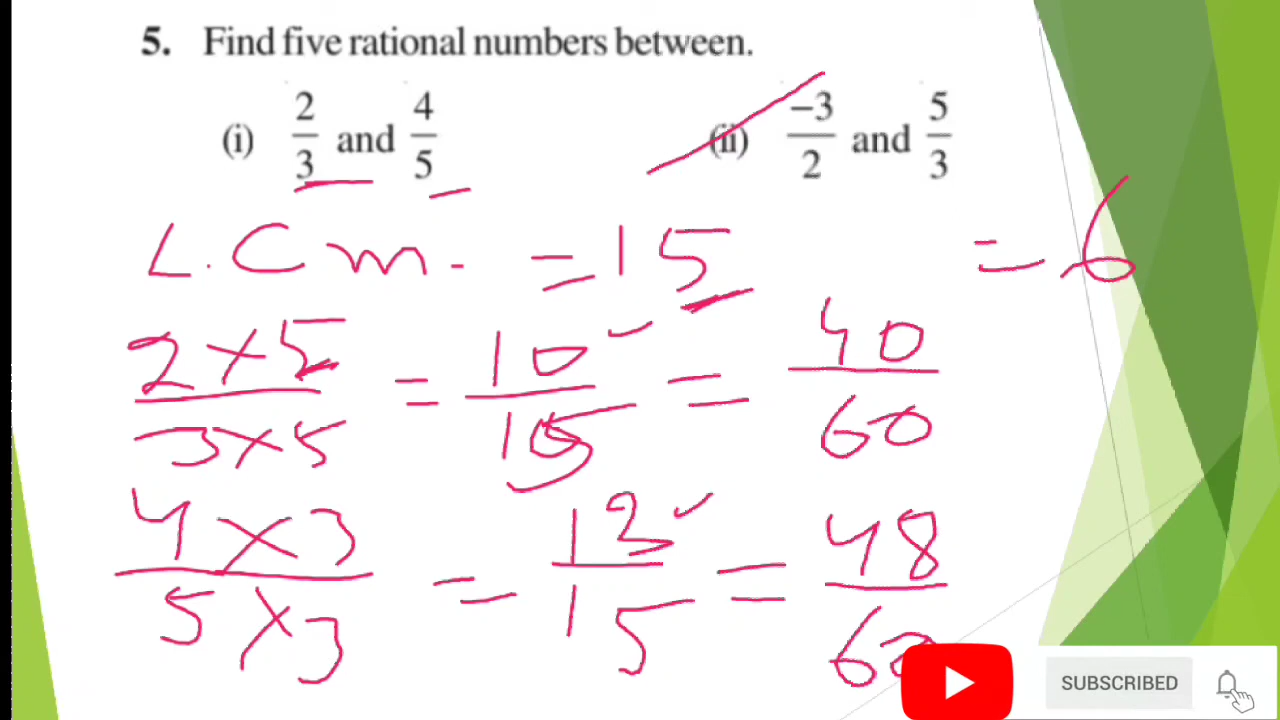 5. Find five rational numbers between.
(i) 2/3 and 4/5 (ii) -3/2 and 5/3
L.C.m. = 15 = 6
2×5/3×5 = 10/15 = 40/60
4×3/5×3 = 12/15 = 48/60
SUBSCRIBED